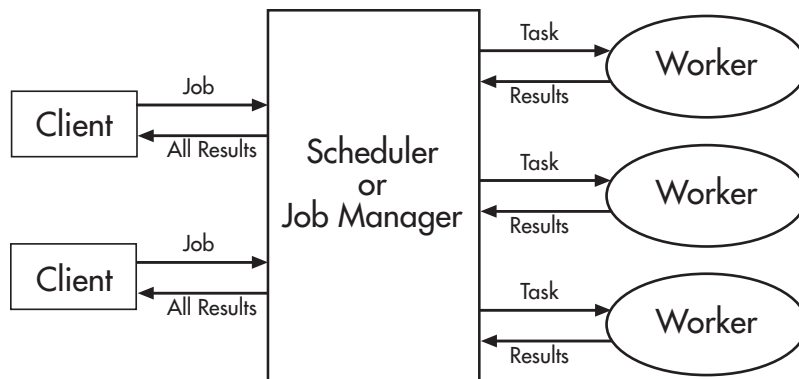 Client
Job
All Results
Client
Job
All Results
Scheduler
or
Job Manager
Task
Results
Worker
Task
Results
Worker
Task
Results
Worker